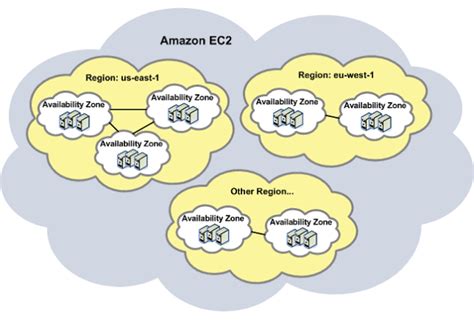 Amazon EC2
Region: us-east-1
Availability Zone
Availability Zone
Availability Zone
Region: eu-west-1
Availability Zone
Availability Zone
Other Region...
Availability Zone
Availability Zone